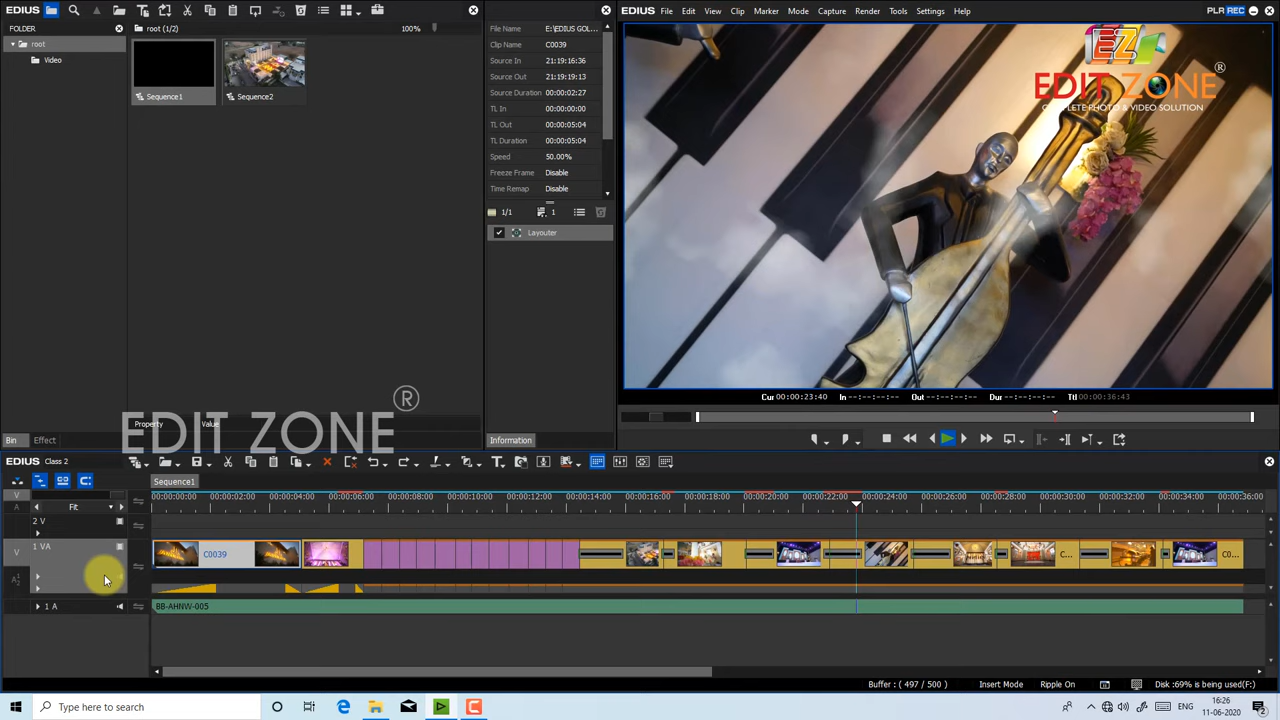 EDIUS
root (1/2)
100%
FOLDER
root
Video
Sequence1
Sequence2
Bin
Effect
Property
Value
EDIT ZONE®
File Name E:\EDIUS GOL...
Clip Name C0039
Source In 21:19:16:36
Source Out 21:19:19:13
Source Duration 00:00:02:27
TL In 00:00:00:00
TL Out 00:00:05:04
TL Duration 00:00:05:04
Speed 50.00%
Freeze Frame Disable
Time Remap Disable
1/1
1
Layouter
Information
EDIUS File Edit View Clip Marker Mode Capture Render Tools Settings Help PLR REC
EZ
EDIT ZONE®
COMPLETE PHOTO & VIDEO SOLUTION
Cur 00:00:23:40 In --:--:--:-- Out --:--:--:-- Dur --:--:--:-- Ttl 00:00:36:43
EDIUS Class 2
Sequence1
V
A
Fit
00:00:00:00 00:00:02:00 00:00:04:00 00:00:06:00 00:00:08:00 00:00:10:00 00:00:12:00 00:00:14:00 00:00:16:00 00:00:18:00 00:00:20:00 00:00:22:00 00:00:24:00 00:00:26:00 00:00:28:00 00:00:30:00 00:00:32:00 00:00:34:00 00:00:36:00
2 V
V 1 VA
C0039
C...
C0...
1 A
BB-AHNW-005
Buffer : ( 497 / 500 ) Insert Mode Ripple On Disk :69% is being used(F:)
Type here to search
16:26
11-06-2020
2